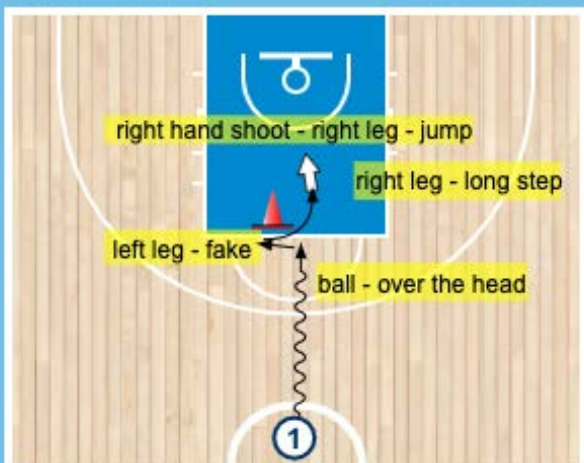 right hand shoot - right leg - jump
right leg - long step
left leg - fake
ball - over the head
1